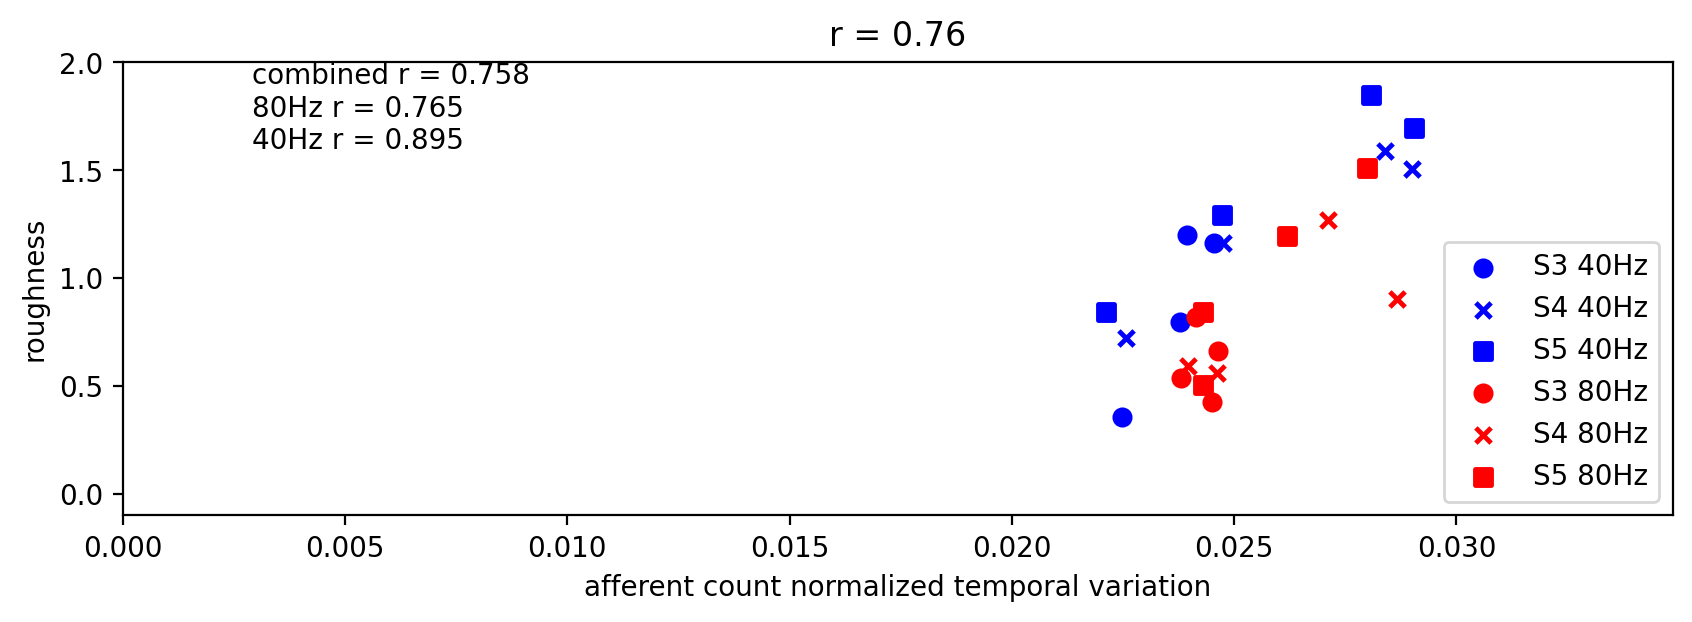 r = 0.76
combined r = 0.758
80Hz r = 0.765
40Hz r = 0.895
2.0
1.5
1.0
0.5
0.0
roughness
S3 40Hz
S4 40Hz
S5 40Hz
S3 80Hz
S4 80Hz
S5 80Hz
0.000 0.005 0.010 0.015 0.020 0.025 0.030
afferent count normalized temporal variation